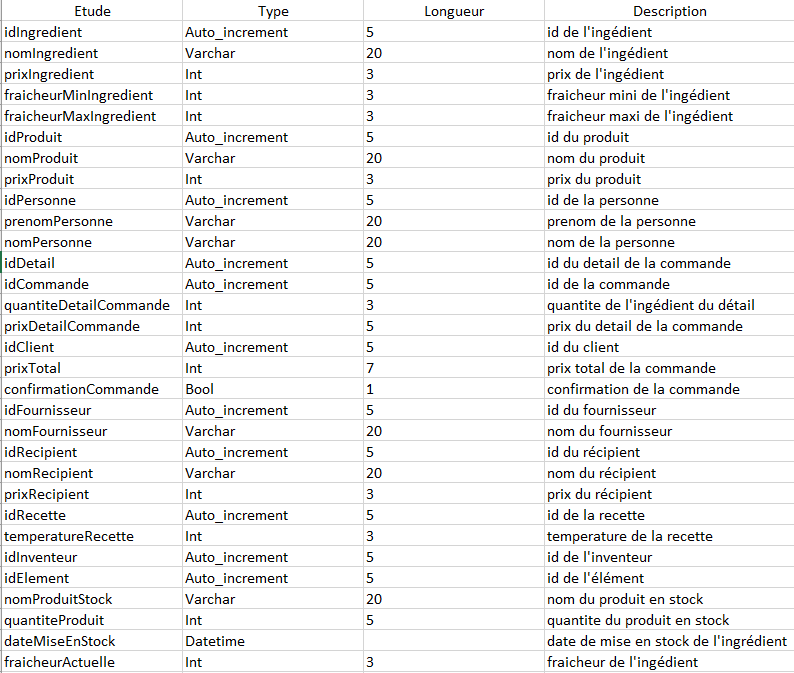 Etude Type Longueur Description
idIngredient Auto_increment 5 id de l'ingédient
nomIngredient Varchar 20 nom de l'ingédient
prixIngredient Int 3 prix de l'ingédient
fraicheurMinIngredient Int 3 fraicheur mini de l'ingédient
fraicheurMaxIngredient Int 3 fraicheur maxi de l'ingédient
idProduit Auto_increment 5 id du produit
nomProduit Varchar 20 nom du produit
prixProduit Int 3 prix du produit
idPersonne Auto_increment 5 id de la personne
prenomPersonne Varchar 20 prenom de la personne
nomPersonne Varchar 20 nom de la personne
idDetail Auto_increment 5 id du detail de la commande
idCommande Auto_increment 5 id de la commande
quantiteDetailCommande Int 3 quantite de l'ingédient du détail
prixDetailCommande Int 5 prix du detail de la commande
idClient Auto_increment 5 id du client
prixTotal Int 7 prix total de la commande
confirmationCommande Bool 1 confirmation de la commande
idFournisseur Auto_increment 5 id du fournisseur
nomFournisseur Varchar 20 nom du fournisseur
idRecipient Auto_increment 5 id du récipient
nomRecipient Varchar 20 nom du récipient
prixRecipient Int 3 prix du récipient
idRecette Auto_increment 5 id de la recette
temperatureRecette Int 3 temperature de la recette
idInventeur Auto_increment 5 id de l'inventeur
idElement Auto_increment 5 id de l'élément
nomProduitStock Varchar 20 nom du produit en stock
quantiteProduit Int 5 quantite du produit en stock
dateMiseEnStock Datetime date de mise en stock de l'ingrédient
fraicheurActuelle Int 3 fraicheur de l'ingédient